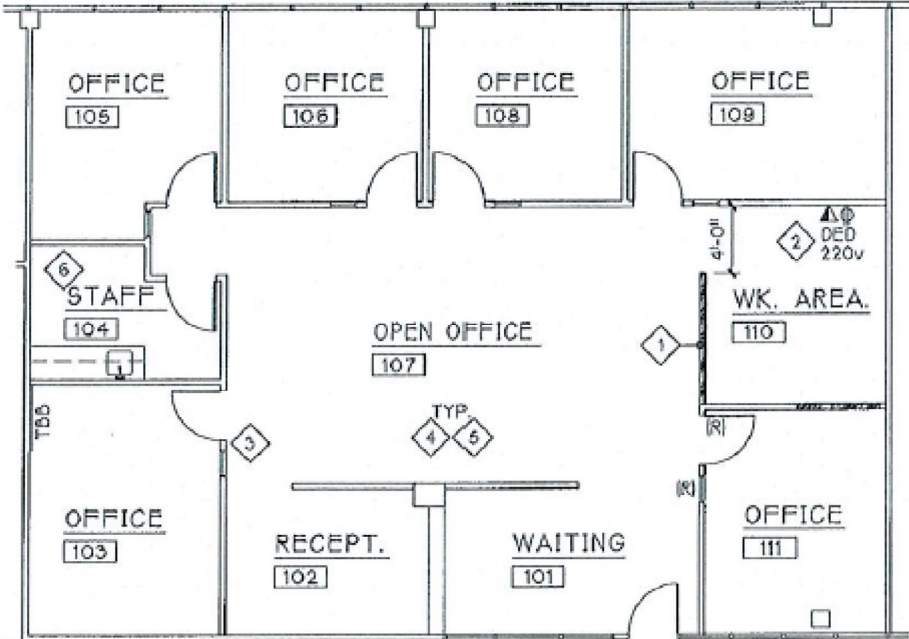 OFFICE
105
OFFICE
106
OFFICE
108
OFFICE
109
4'-0"
2
DED
220v
6
STAFF
104
WK. AREA.
110
OPEN OFFICE
107
1
TBB
3
TYP.
4
5
(R)
(R)
OFFICE
103
RECEPT.
102
WAITING
101
OFFICE
111